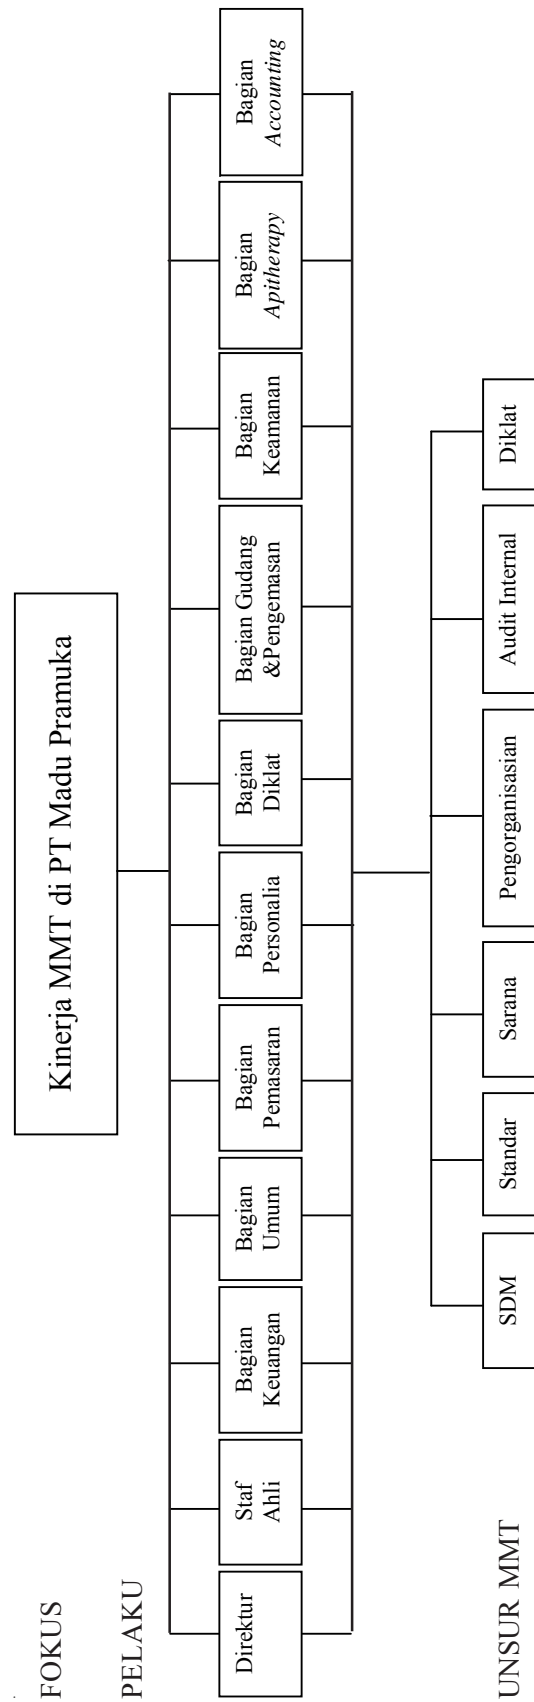 FOKUS
Kinerja MMT di PT Madu Pramuka
PELAKU
Direktur
Staf
Ahli
Bagian
Keuangan
Bagian
Umum
Bagian
Pemasaran
Bagian
Personalia
Bagian
Diklat
Bagian Gudang
&Pengemasan
Bagian
Keamanan
Bagian
Apitherapy
Bagian
Accounting
UNSUR MMT
SDM
Standar
Sarana
Pengorganisasian
Audit Internal
Diklat